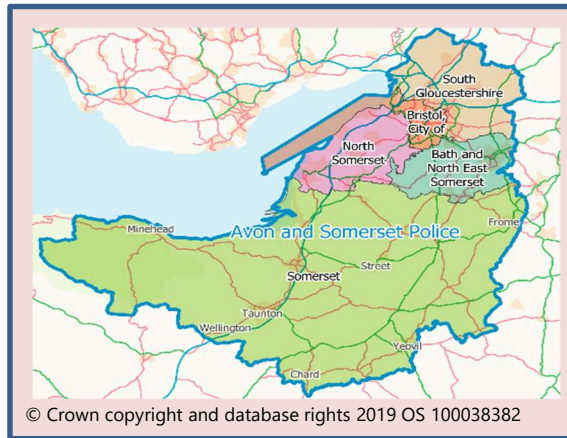 South
Gloucestershire
Bristol,
City of
North
Somerset
Bath and
North East
Somerset
Minehead
Avon and Somerset Police
Frome
Somerset
Street
Taunton
Wellington
Yeovil
Chard
© Crown copyright and database rights 2019 OS 100038382